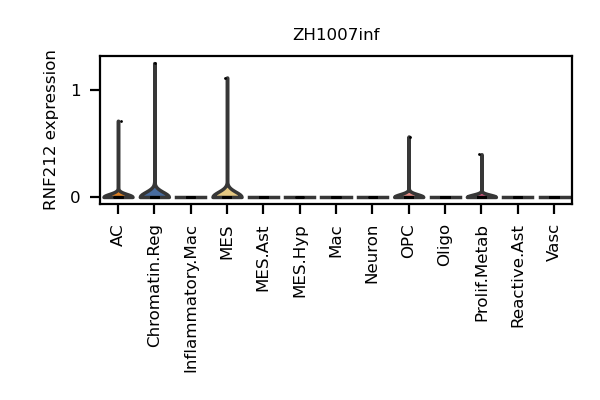 ZH1007inf
RNF212 expression
1
0
AC
Chromatin.Reg
Inflammatory.Mac
MES
MES.Ast
MES.Hyp
Mac
Neuron
OPC
Oligo
Prolif.Metab
Reactive.Ast
Vasc